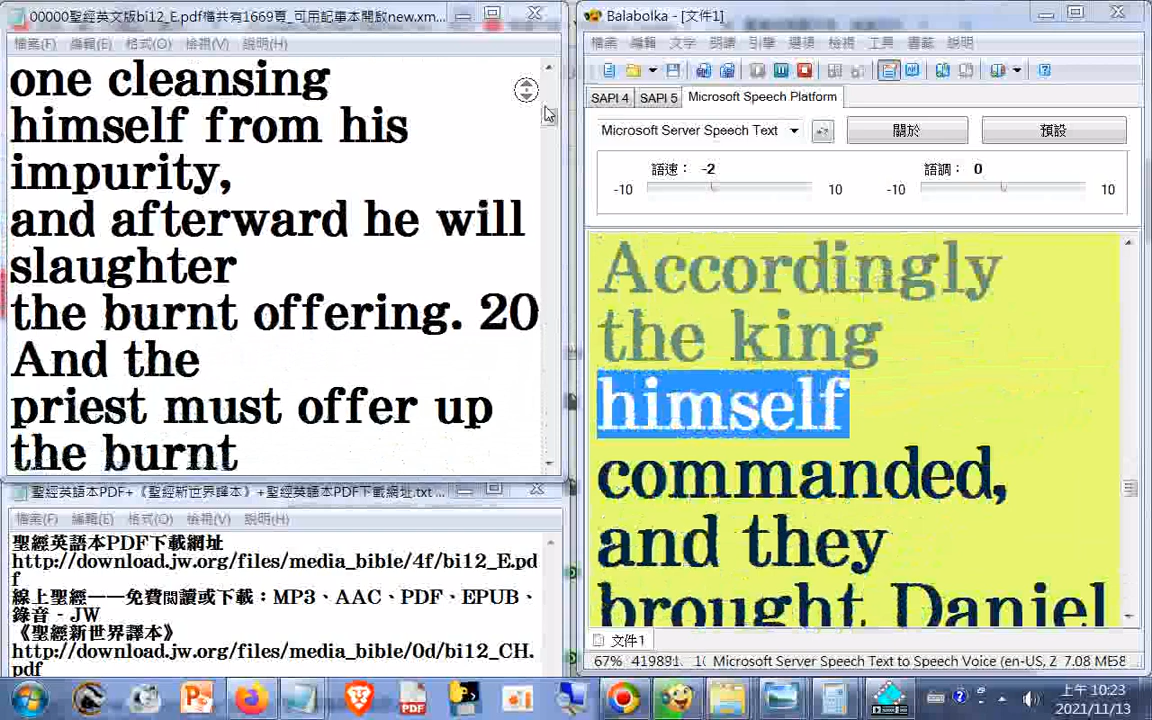 00000聖經英文版bi12_E.pdf檔共有1669頁_可用記事本開啟new.xm...
檔案(F) 編輯(E) 格式(O) 檢視(V) 說明(H)
one cleansing
himself from his
impurity,
and afterward he will
slaughter
the burnt offering. 20
And the
priest must offer up
the burnt
聖經英語本PDF+《聖經新世界譯本》+聖經英語本PDF下載網址.txt ...
檔案(F) 編輯(E) 格式(O) 檢視(V) 說明(H)
聖經英語本PDF下載網址
http://download.jw.org/files/media_bible/4f/bi12_E.pd
f
線上聖經——免費閱讀或下載：MP3、AAC、PDF、EPUB、
錄音 - JW
《聖經新世界譯本》
http://download.jw.org/files/media_bible/0d/bi12_CH.
pdf
Balabolka - [文件1]
檔案 編輯 文字 朗讀 引擎 選項 檢視 工具 書籤 說明
SAPI 4 SAPI 5 Microsoft Speech Platform
Microsoft Server Speech Text 關於 預設
語速： -2 語調： 0
-10 10 -10 10
Accordingly
the king
himself
commanded,
and they
brought Daniel
文件1
67% Microsoft Server Speech Text to Speech Voice (en-US, Z 7.08 MB
PDF
上午 10:23
2021/11/13